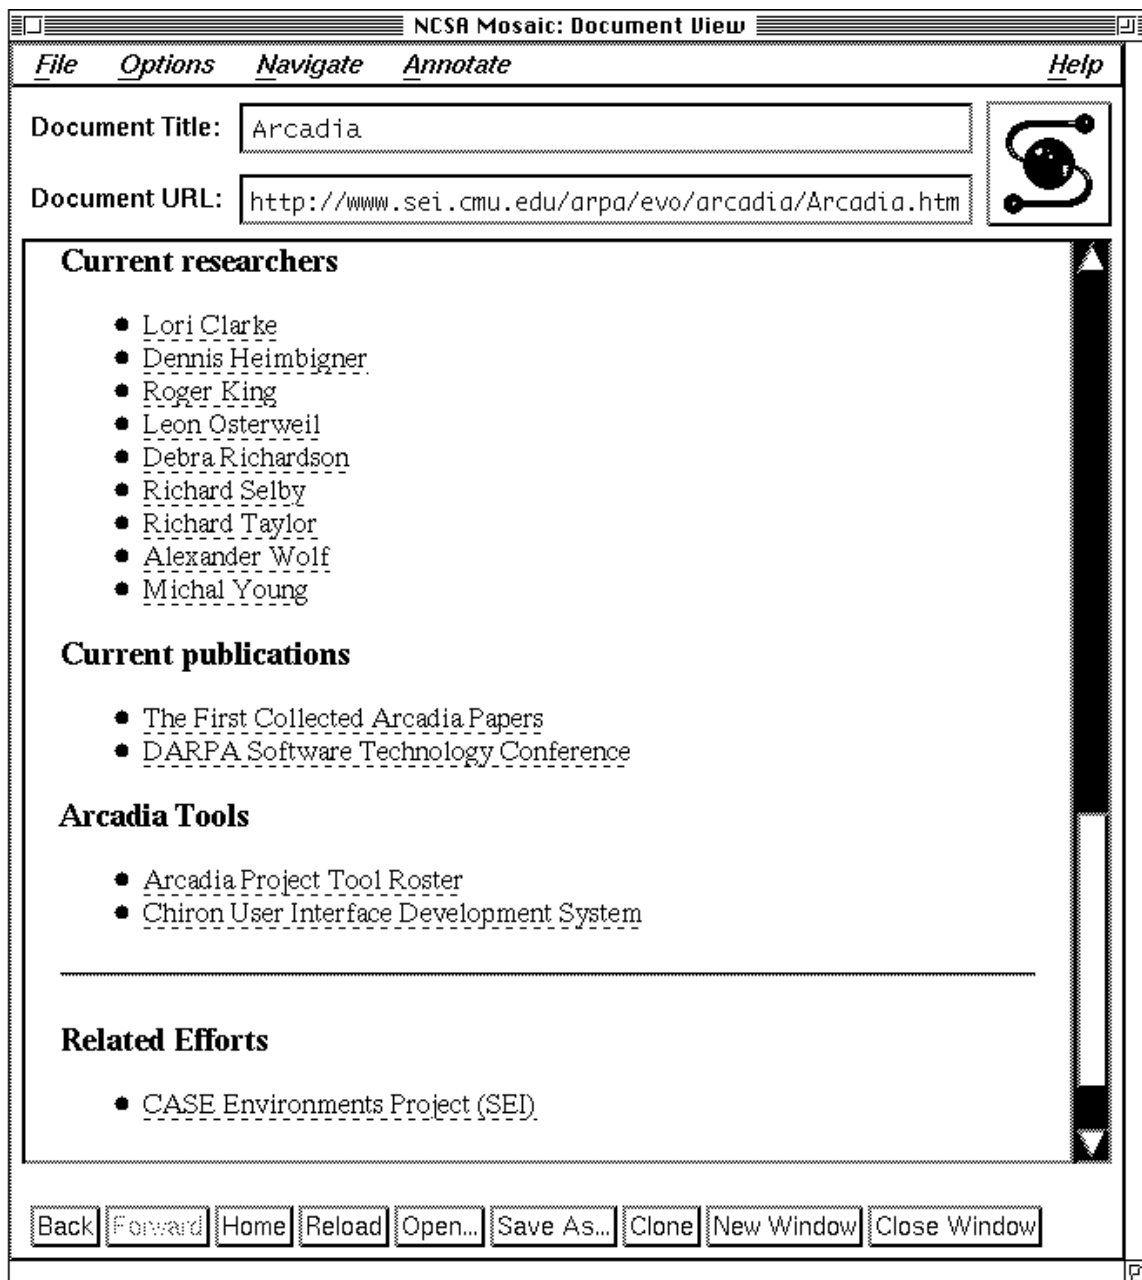 NCSA Mosaic: Document View
File Options Navigate Annotate Help
Document Title: Arcadia
Document URL: http://www.sei.cmu.edu/arpa/evo/arcadia/Arcadia.htm
Current researchers
Lori Clarke
Dennis Heimbigner
Roger King
Leon Osterweil
Debra Richardson
Richard Selby
Richard Taylor
Alexander Wolf
Michal Young
Current publications
The First Collected Arcadia Papers
DARPA Software Technology Conference
Arcadia Tools
Arcadia Project Tool Roster
Chiron User Interface Development System
Related Efforts
CASE Environments Project (SEI)
Back Forward Home Reload Open... Save As... Clone New Window Close Window